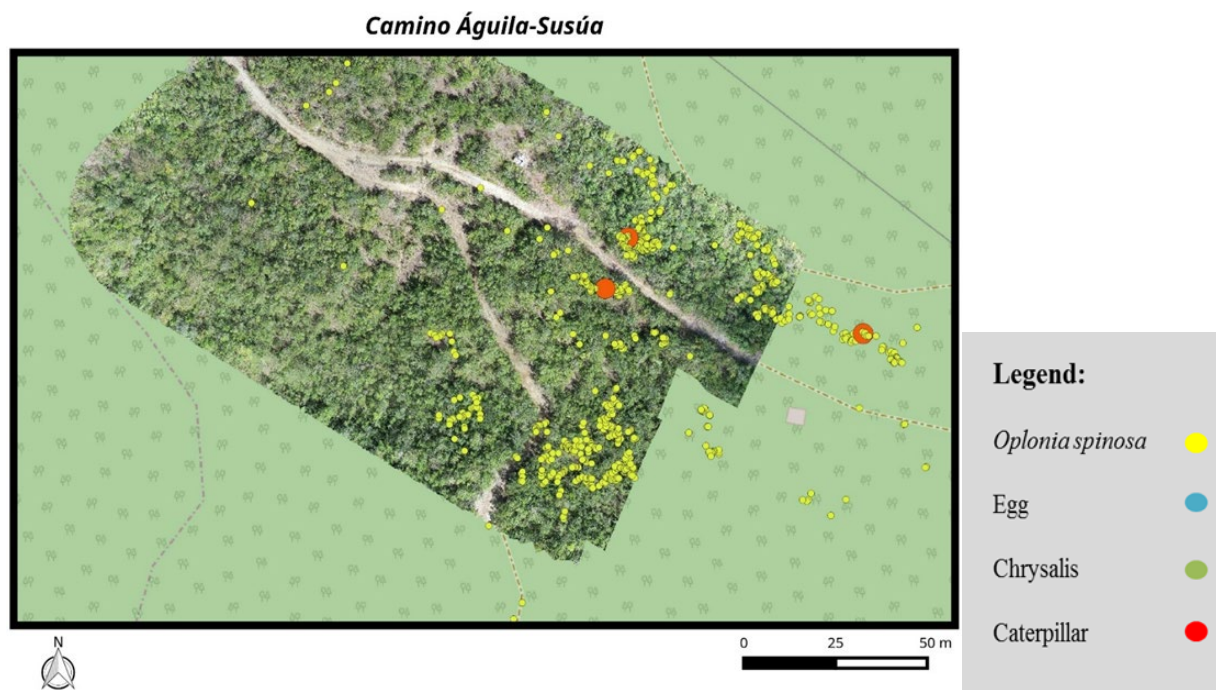 Camino Águila-Susúa
Legend:
Oplonia spinosa
Egg
Chrysalis
Caterpillar
N
0 25 50 m